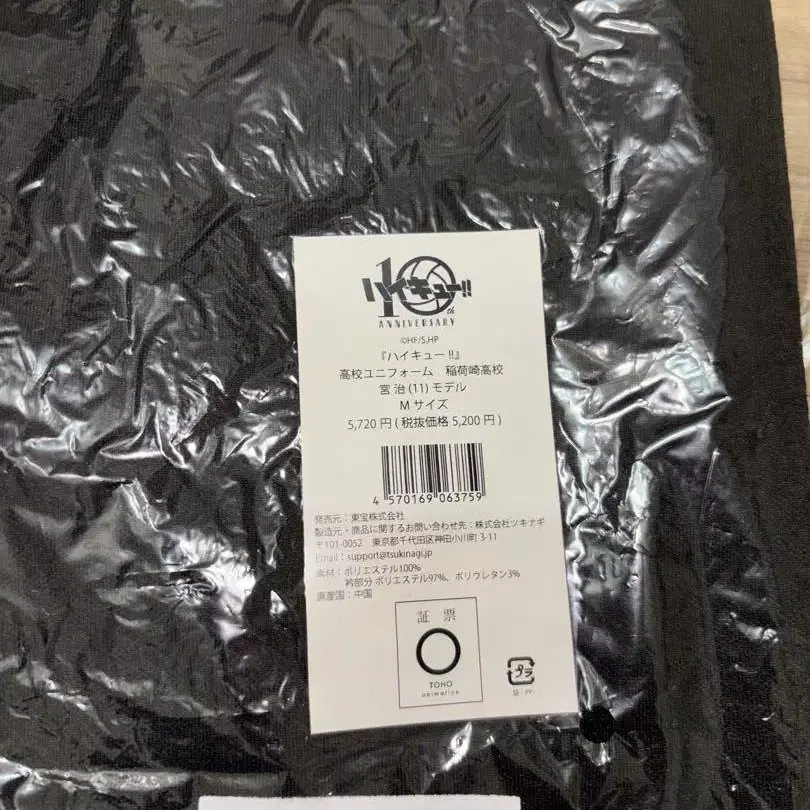 10th
ハイキュー!!
ANNIVERSARY
©HF/S,HP
『ハイキュー!!』
高校ユニフォーム 稲荷崎高校
宮 治 (11) モデル
M サイズ
5,720 円 ( 税抜価格 5,200 円 )
4 570169 063759
発売元：東宝株式会社
製造元・商品に関するお問い合わせ先：株式会社ツキナギ
〒101-0052 東京都千代田区神田小川町 3-11
Email：support@tsukinagi.jp
素材：ポリエステル100%
衿部分 ポリエステル97%、ポリウレタン3%
原産国：中国
証 票
TOHO
animation
プラ
袋：PP